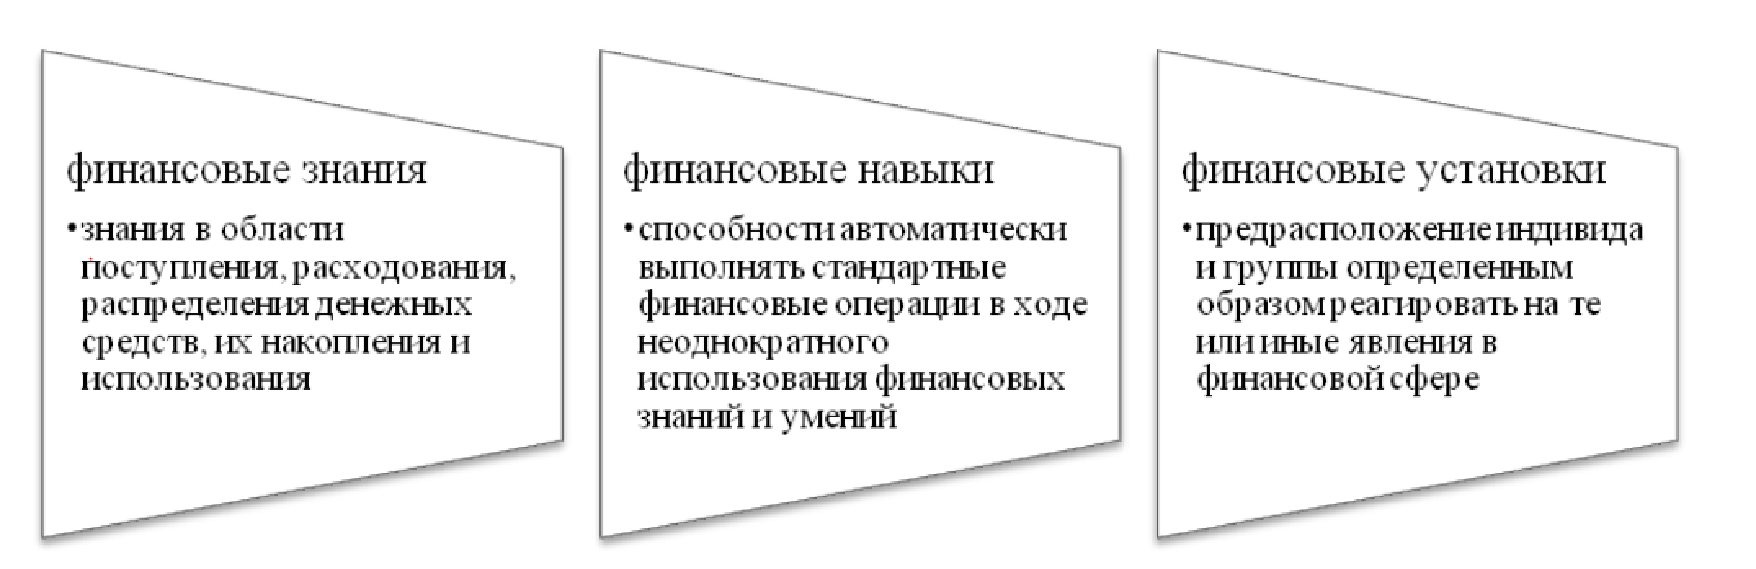 финансовые знания
•знания в области
поступления, расходования,
распределения денежных
средств, их накопления и
использования
финансовые навыки
•способности автоматически
выполнять стандартные
финансовые операции в ходе
неоднократного
использования финансовых
знаний и умений
финансовые установки
•предрасположение индивида
и группы определенным
образом реагировать на те
или иные явления в
финансовой сфере